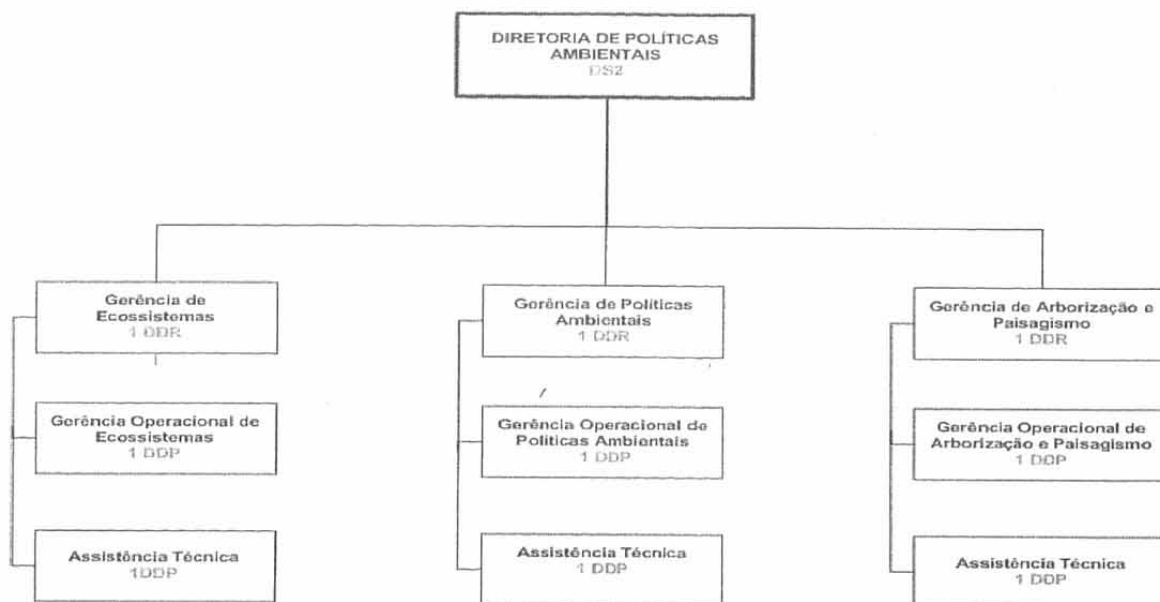 DIRETORIA DE POLÍTICAS
AMBIENTAIS
DS2
Gerência de
Ecossistemas
1 DDR
Gerência Operacional de
Ecossistemas
1 DDP
Assistência Técnica
1DDP
Gerência de Políticas
Ambientais
1 DDR
Gerência Operacional de
Políticas Ambientais
1 DDP
Assistência Técnica
1 DDP
Gerência de Arborização e
Paisagismo
1 DDR
Gerência Operacional de
Arborização e Paisagismo
1 DDP
Assistência Técnica
1 DDP